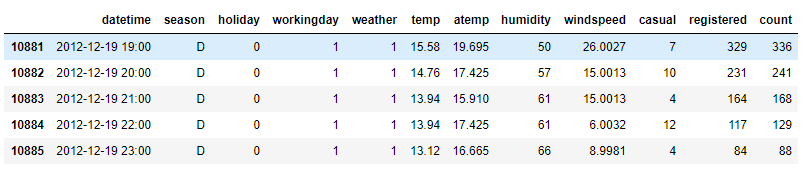 datetime season holiday workingday weather temp atemp humidity windspeed casual registered count
10881 2012-12-19 19:00 D 0 1 1 15.58 19.695 50 26.0027 7 329 336
10882 2012-12-19 20:00 D 0 1 1 14.76 17.425 57 15.0013 10 231 241
10883 2012-12-19 21:00 D 0 1 1 13.94 15.910 61 15.0013 4 164 168
10884 2012-12-19 22:00 D 0 1 1 13.94 17.425 61 6.0032 12 117 129
10885 2012-12-19 23:00 D 0 1 1 13.12 16.665 66 8.9981 4 84 88